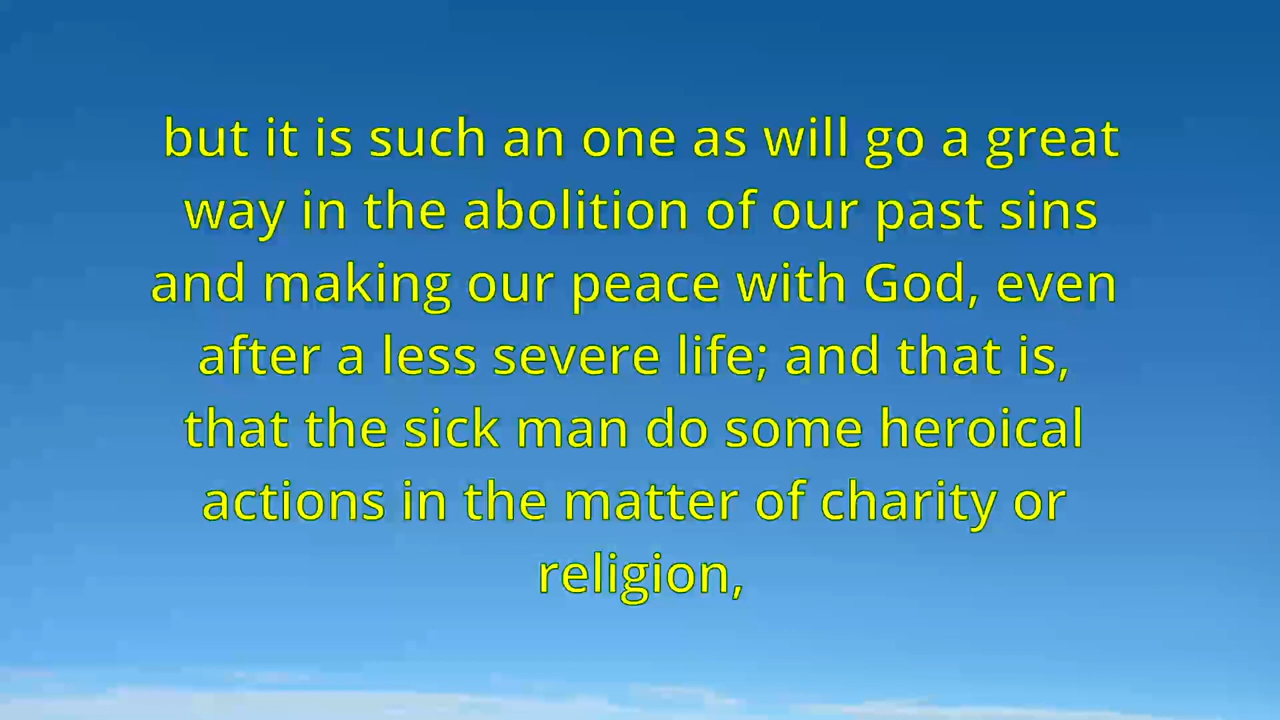 but it is such an one as will go a great
way in the abolition of our past sins
and making our peace with God, even
after a less severe life; and that is,
that the sick man do some heroical
actions in the matter of charity or
religion,